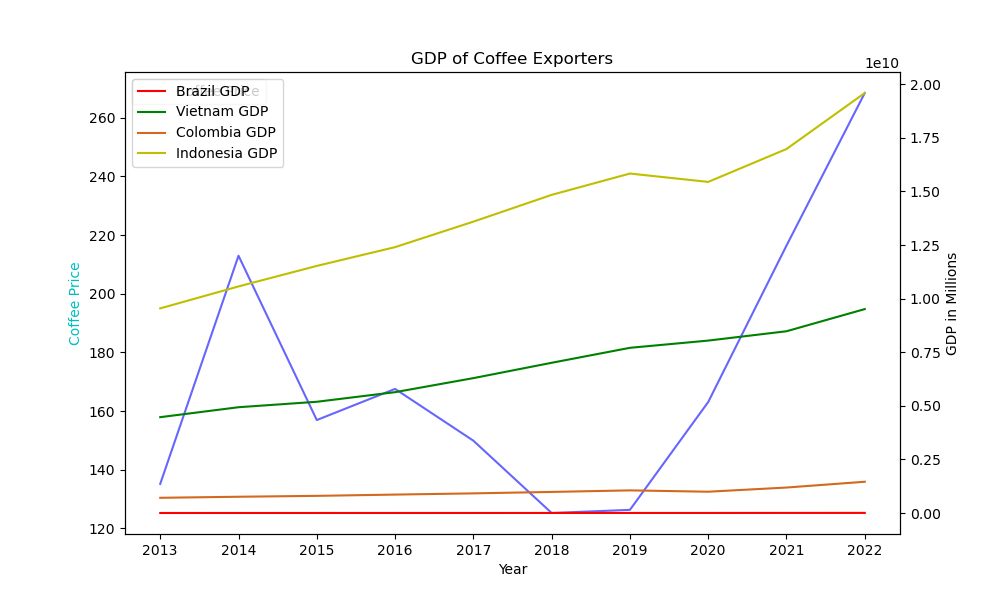 GDP of Coffee Exporters
1e10
Brazil GDP
Vietnam GDP
Colombia GDP
Indonesia GDP
260
240
220
200
180
160
140
120
Coffee Price
2.00
1.75
1.50
1.25
1.00
0.75
0.50
0.25
0.00
GDP in Millions
2013 2014 2015 2016 2017 2018 2019 2020 2021 2022
Year